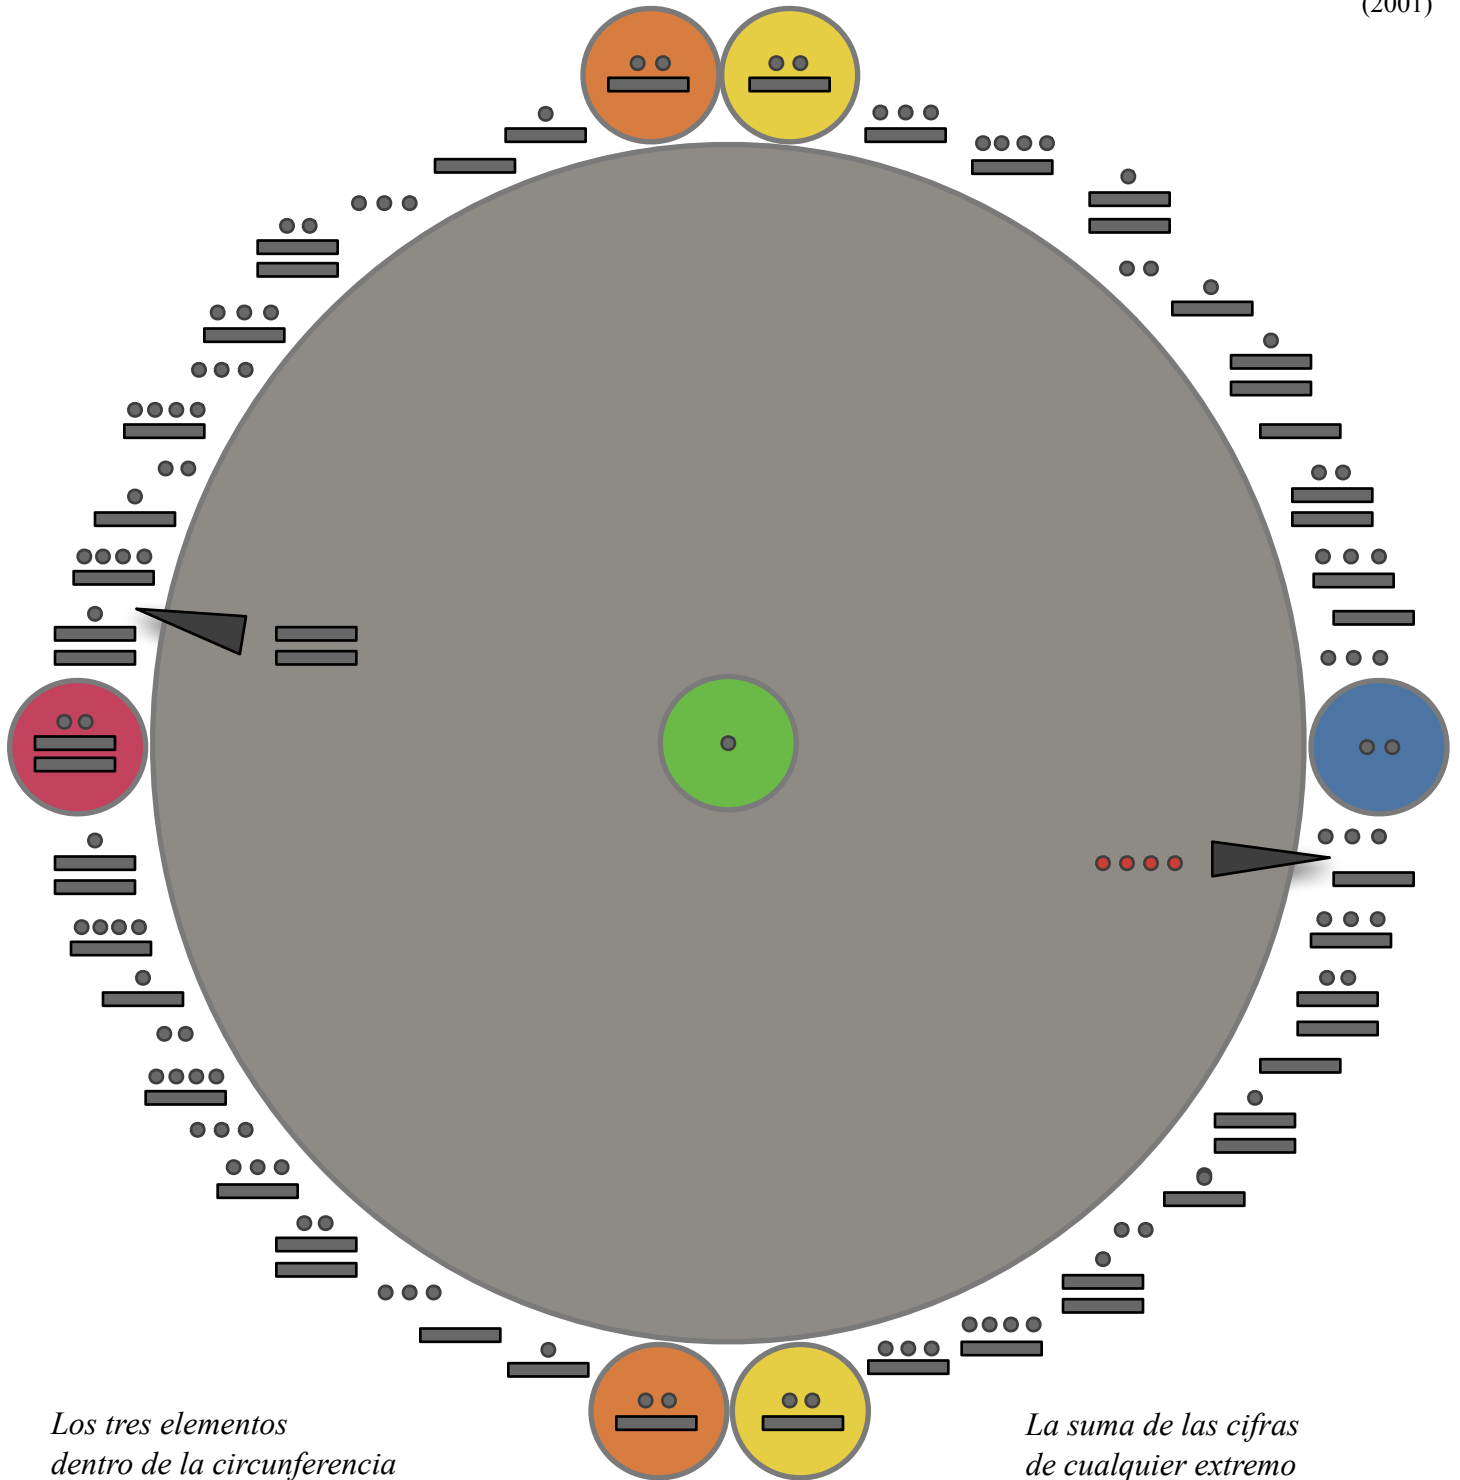 (2001)
Los tres elementos
dentro de la circunferencia
La suma de las cifras
de cualquier extremo